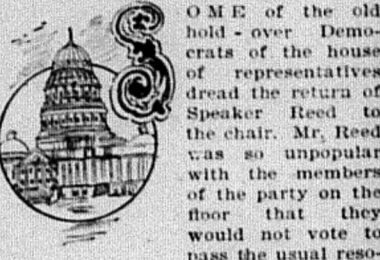 SOME of the old
hold - over Demo-
crats of the house
of representatives
dread the return of
Speaker Reed to
the chair. Mr. Reed
was so unpopular
with the members
of the party on the
floor that they
would not vote to
pass the usual reso-